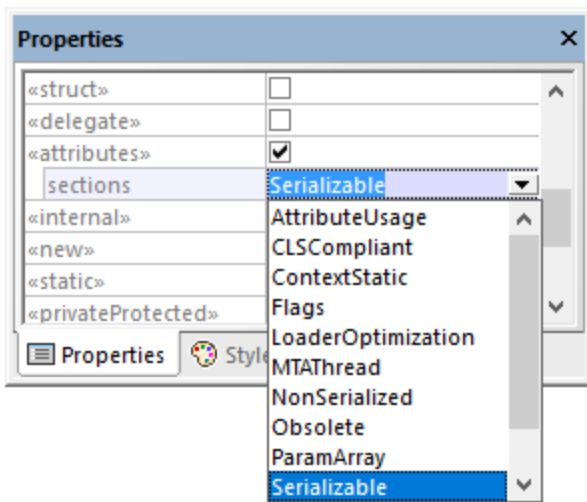 Properties
«struct»
«delegate»
«attributes»
sections Serializable
«internal»
«new»
«static»
«privateProtected»
AttributeUsage
CLSCompliant
ContextStatic
Flags
LoaderOptimization
MTAThread
NonSerialized
Obsolete
ParamArray
Serializable
Properties Style